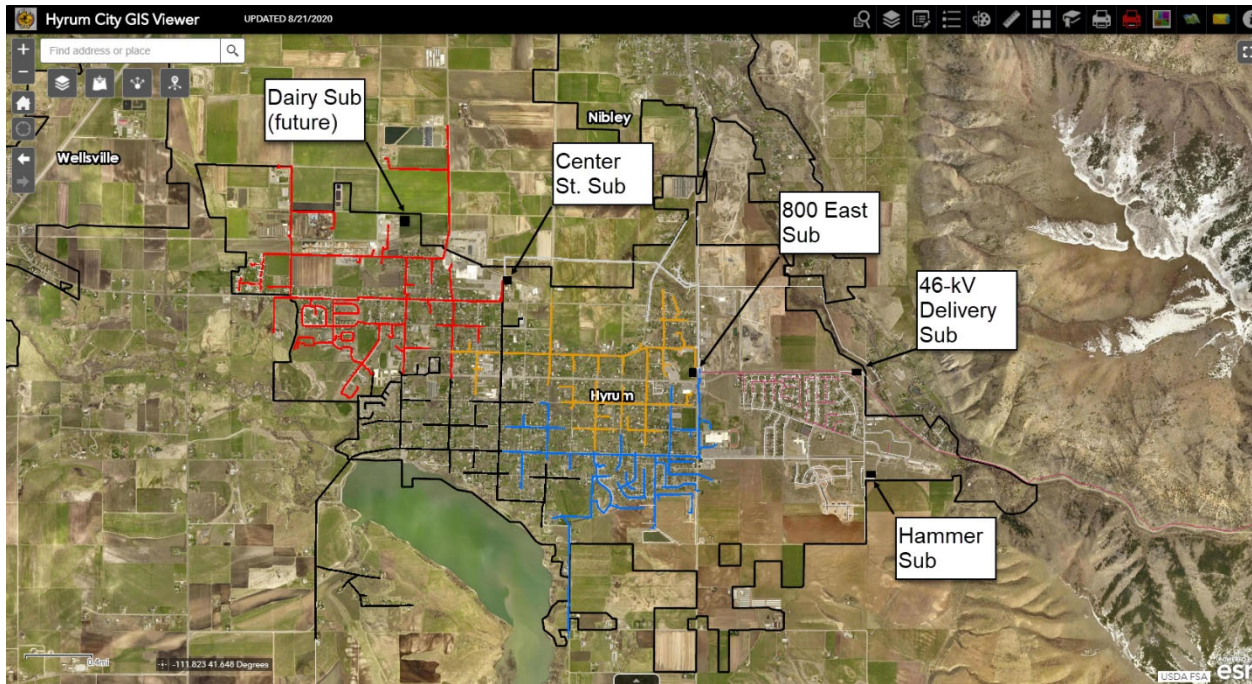 Hyrum City GIS Viewer
UPDATED 8/21/2020
Find address or place
Dairy Sub
(future)
Nibley
Wellsville
Center
St. Sub
800 East
Sub
46-kV
Delivery
Sub
Hyrum
Hammer
Sub
0.4mi
-111.823 41.648 Degrees
USDA FSA
esri